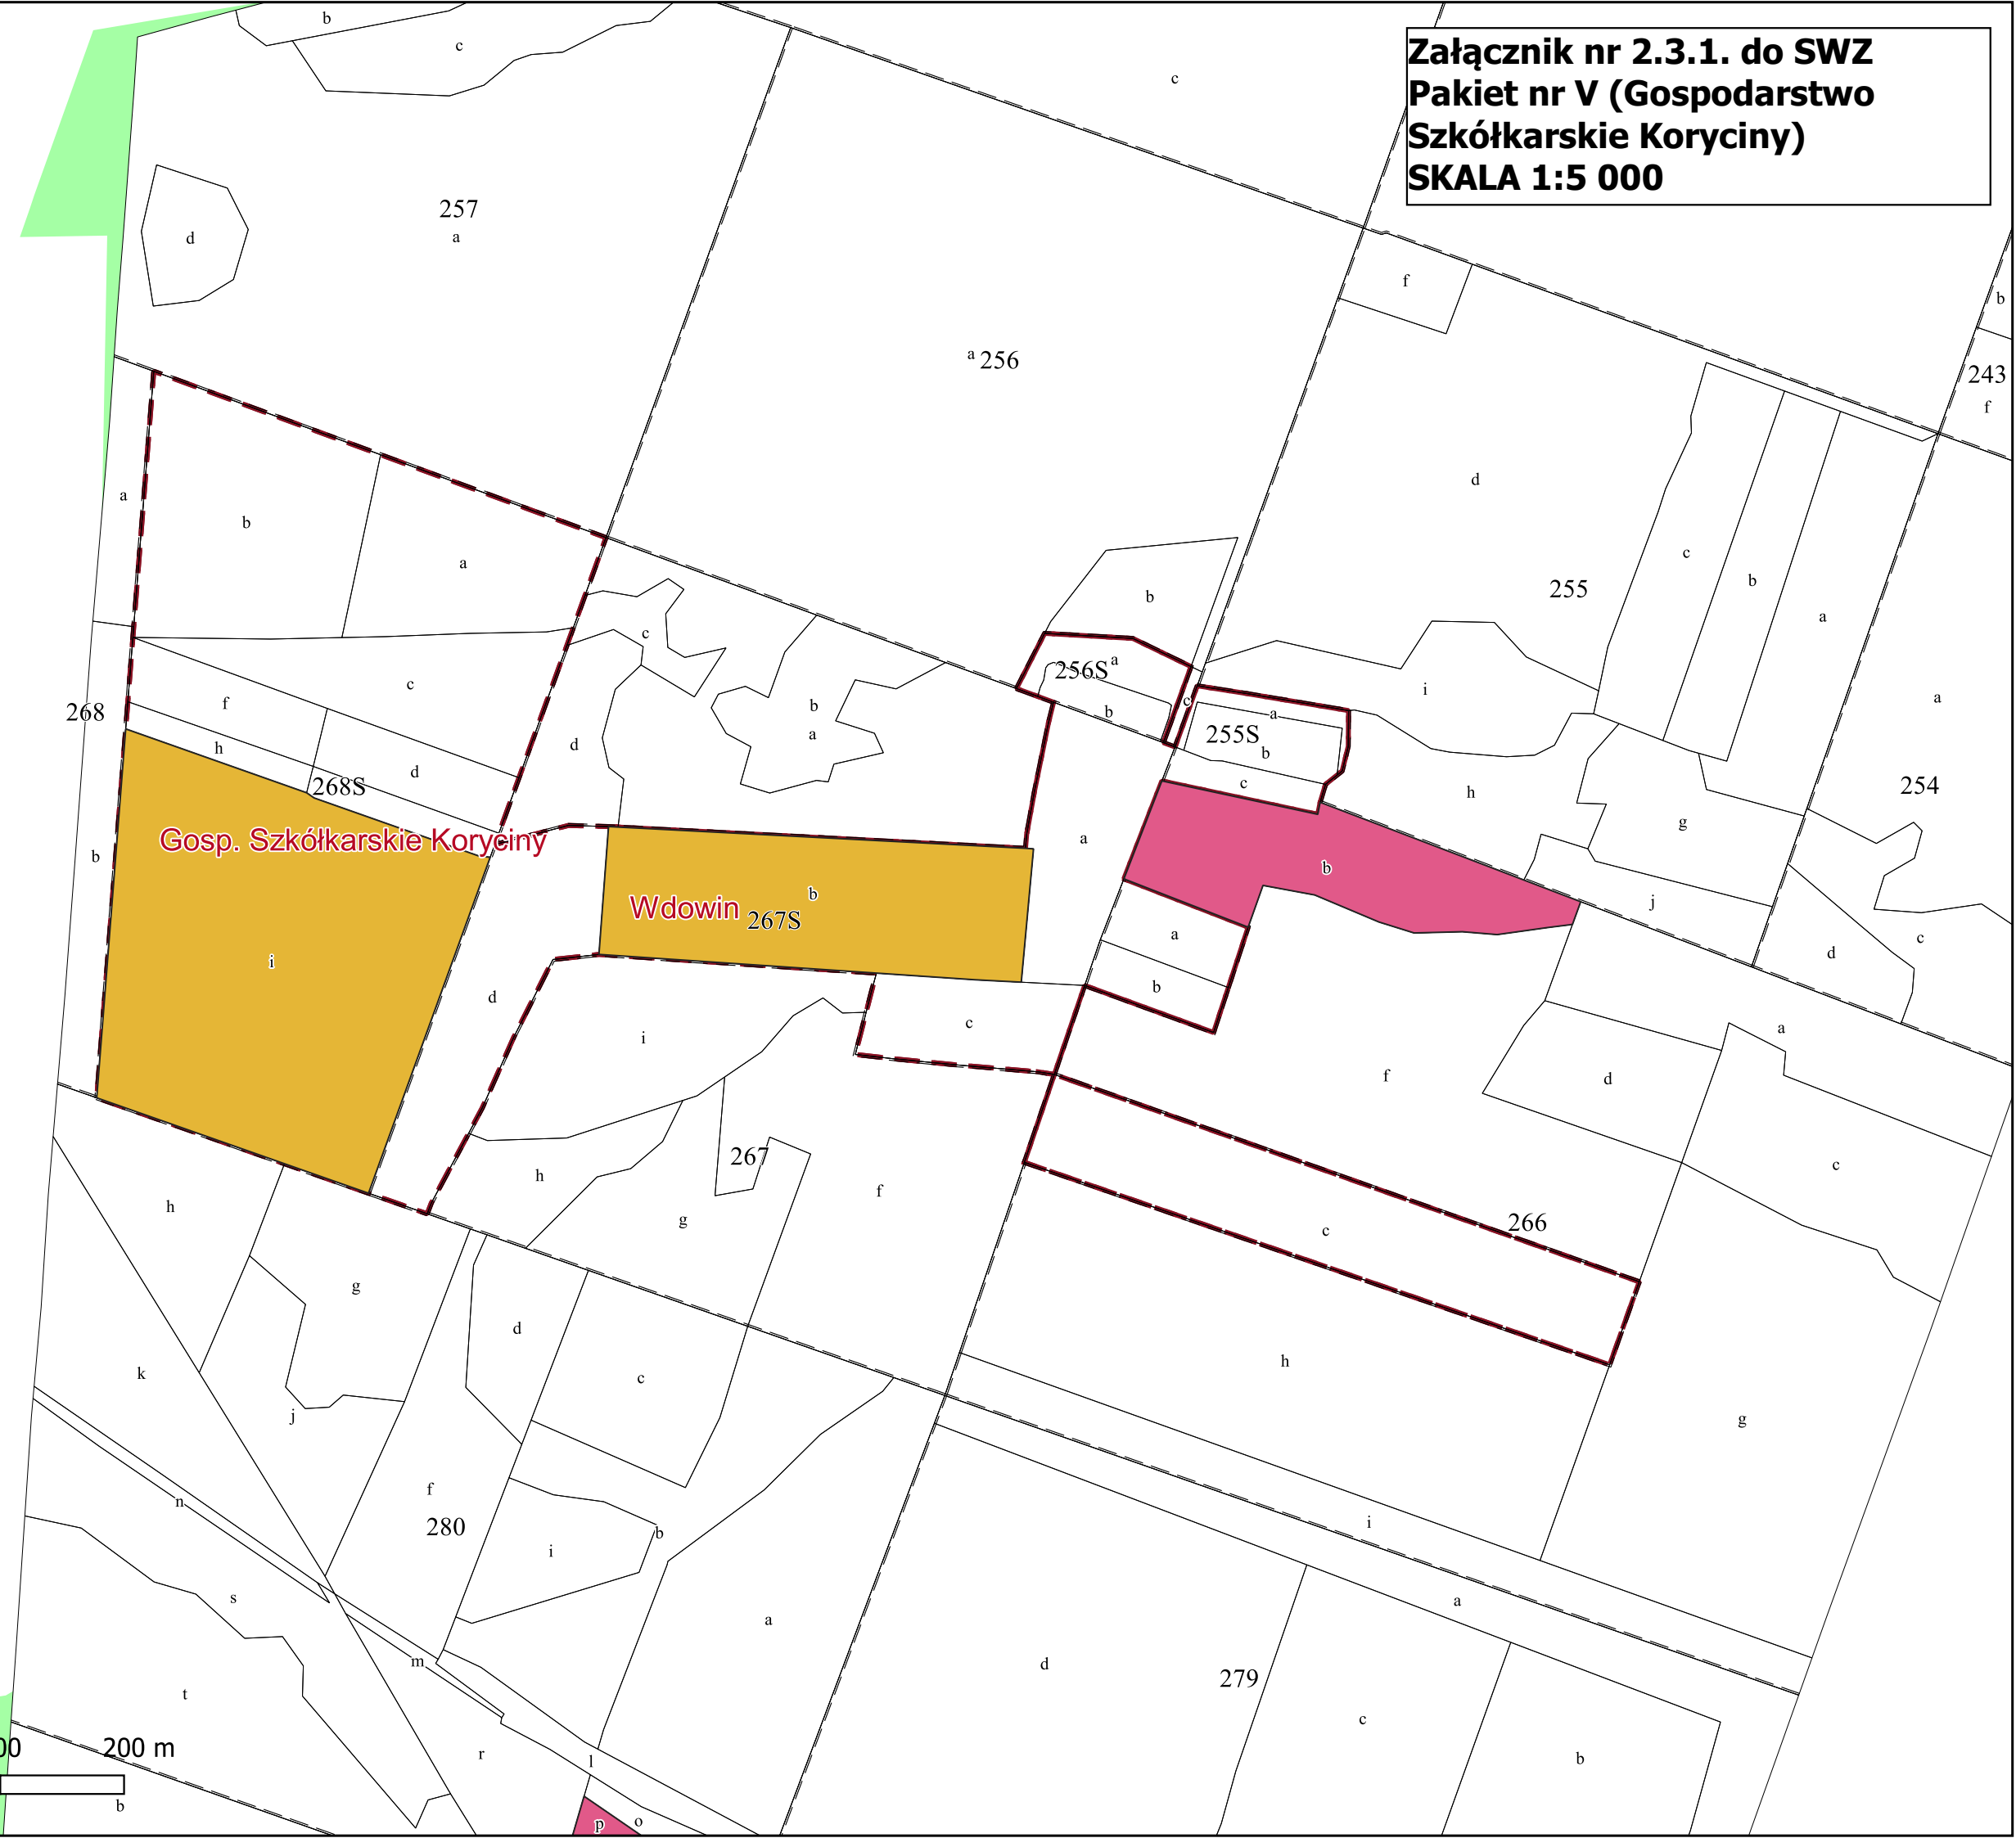 Załącznik nr 2.3.1. do SWZ
Pakiet nr V (Gospodarstwo
Szkółkarskie Koryciny)
SKALA 1:5 000
b
c
c
d
257
a
a 256
f
b
243
f
d
255
c
b
a
a
254
a
b
a
b
c
b
a
256S
b
c
a
255S
b
c
i
h
g
j
d
c
268
f
c
h
d
268S
d
b
a
Gosp. Szkółkarskie Koryciny
b
i
d
Wdowin
b
267S
a
b
a
b
i
c
f
d
a
c
h
267
g
f
266
c
h
g
d
c
h
g
k
j
f
280
i
b
n
s
m
t
a
i
a
d
279
c
b
r
l
p
o
00
200 m
b